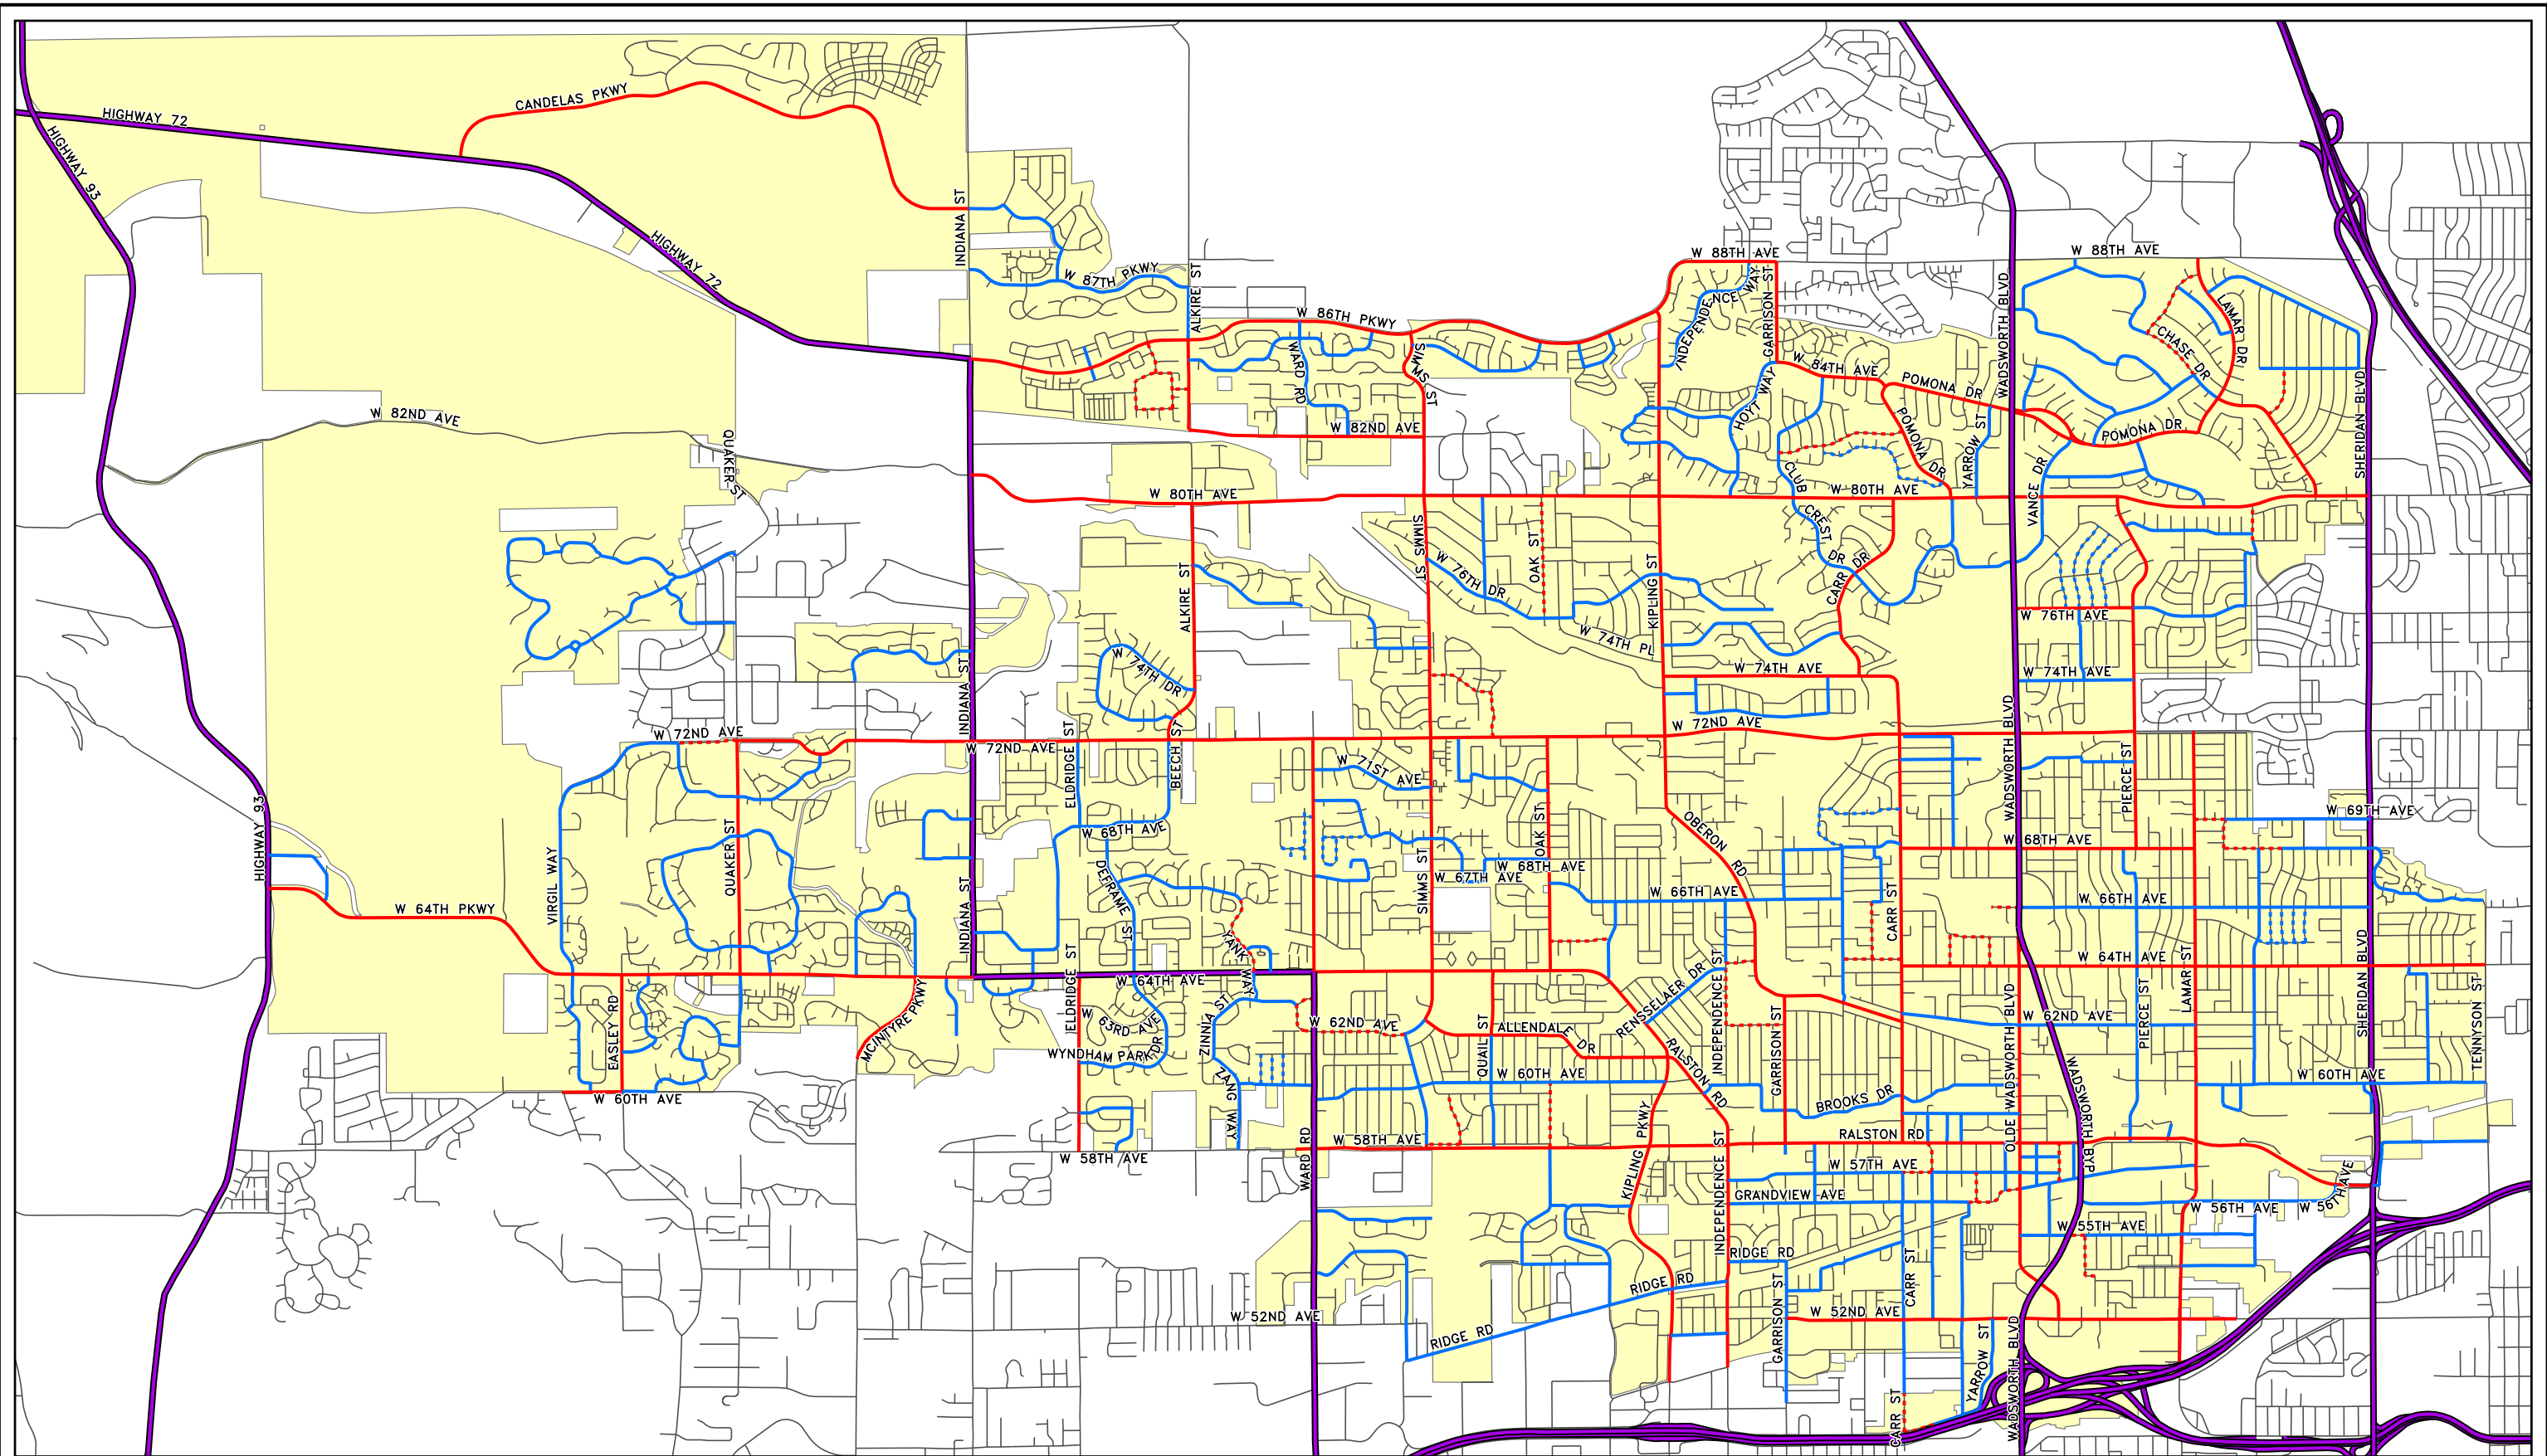 HIGHWAY 72
CANDELAS PKWY
HIGHWAY 93
INDIANA ST
HIGHWAY 72
W 87TH PKWY
ALKIRE ST
W 86TH PKWY
WARD RD
SIMMS ST
W 82ND AVE
W 88TH AVE
INDEPENDENCE WAY
GARRISON ST
W 84TH AVE
HOYT WAY
POMONA DR
POMONA DR
YARROW ST
WADSWORTH BLVD
W 88TH AVE
LAMAR DR
CHASE DR
POMONA DR
SHERIDAN BLVD
VANCE DR
W 82ND AVE
QUAKER ST
W 80TH AVE
W 80TH AVE
CLUB CREST DR
CARR DR
SIMMS ST
W 76TH DR
OAK ST
KIPLING ST
W 74TH PL
ALKIRE ST
W 74TH DR
W 76TH AVE
W 74TH AVE
W 74TH AVE
INDIANA ST
W 72ND AVE
W 72ND AVE
W 72ND AVE
ELDRIDGE ST
BEECH ST
W 71ST AVE
WADSWORTH BLVD
PIERCE ST
W 69TH AVE
W 68TH AVE
W 68TH AVE
W 68TH AVE
W 67TH AVE
OAK ST
OBERON RD
W 66TH AVE
W 66TH AVE
HIGHWAY 93
VIRGIL WAY
QUAKER ST
INDIANA ST
DEFRAME ST
SIMMS ST
CARR ST
W 64TH PKWY
W 64TH AVE
W 64TH AVE
YANK WAY
ELDRIDGE ST
LAMAR ST
SHERIDAN BLVD
TENNYSON ST
EASLEY RD
MCINTYRE PKWY
W 63RD AVE
WYNDHAM PARK DR
ZINNIA ST
ZANG WAY
W 62ND AVE
W 62ND AVE
QUAIL ST
ALLENDALE DR
RENSSELAER DR
INDEPENDENCE ST
GARRISON ST
RALSTON RD
OLDE WADSWORTH BLVD
WADSWORTH BYP
PIERCE ST
W 60TH AVE
W 60TH AVE
W 60TH AVE
BROOKS DR
KIPLING PKWY
W 58TH AVE
W 58TH AVE
RALSTON RD
WARD RD
W 57TH AVE
GRANDVIEW AVE
INDEPENDENCE ST
W 56TH AVE
W 56TH AVE
W 55TH AVE
RIDGE RD
RIDGE RD
RIDGE RD
GARRISON ST
CARR ST
W 52ND AVE
W 52ND AVE
YARROW ST
WADSWORTH BLVD
CARR ST